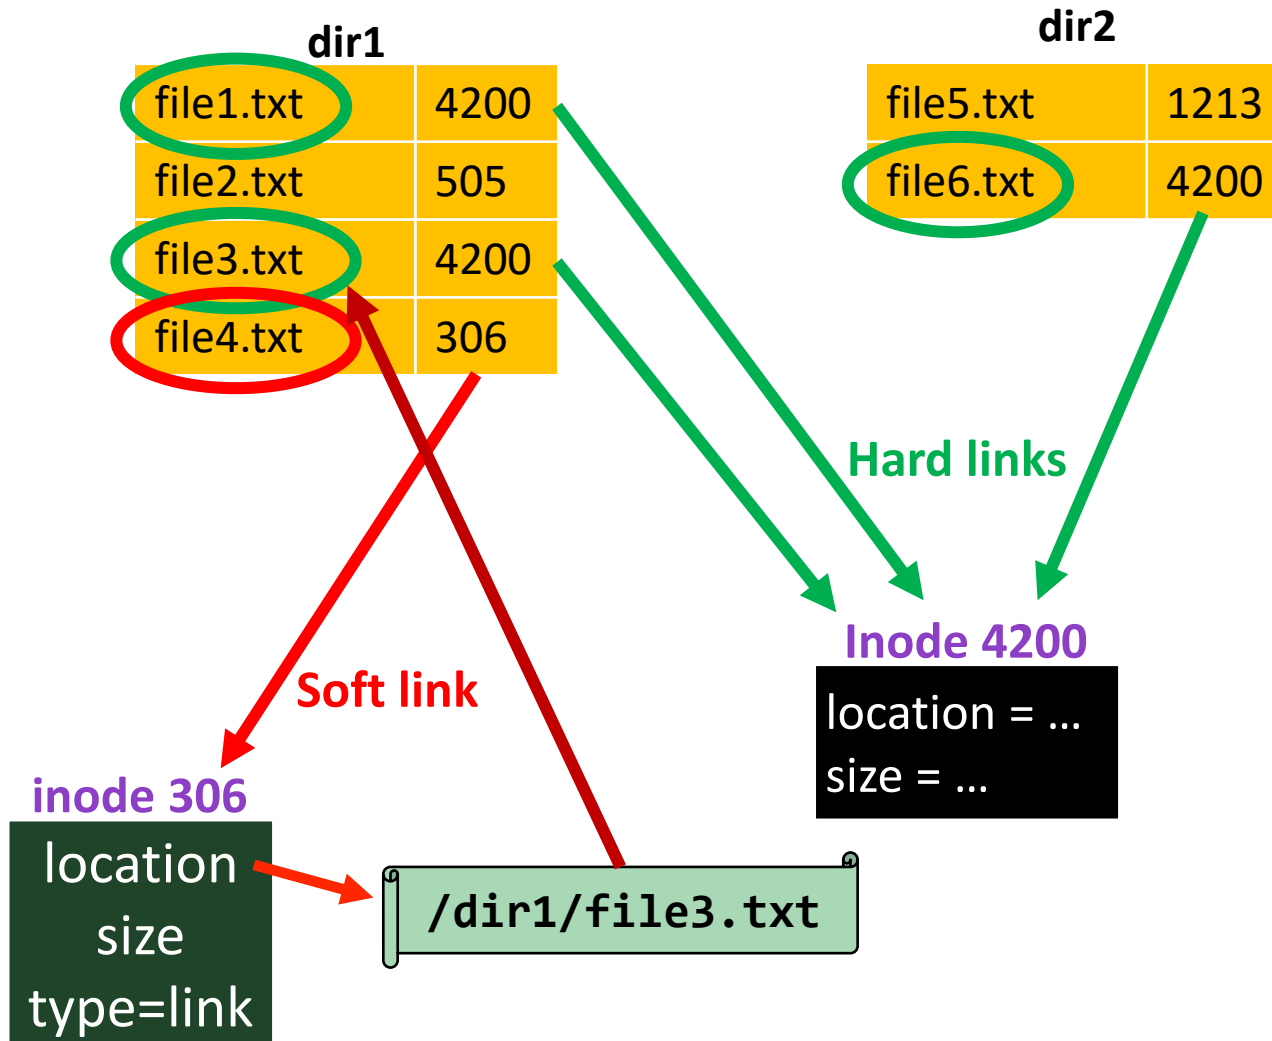 dir1
file1.txt 4200
file2.txt 505
file3.txt 4200
file4.txt 306
dir2
file5.txt 1213
file6.txt 4200
Hard links
Soft link
Inode 4200
location = ...
size = ...
inode 306
location
size
type=link
/dir1/file3.txt